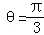 θ = π/3